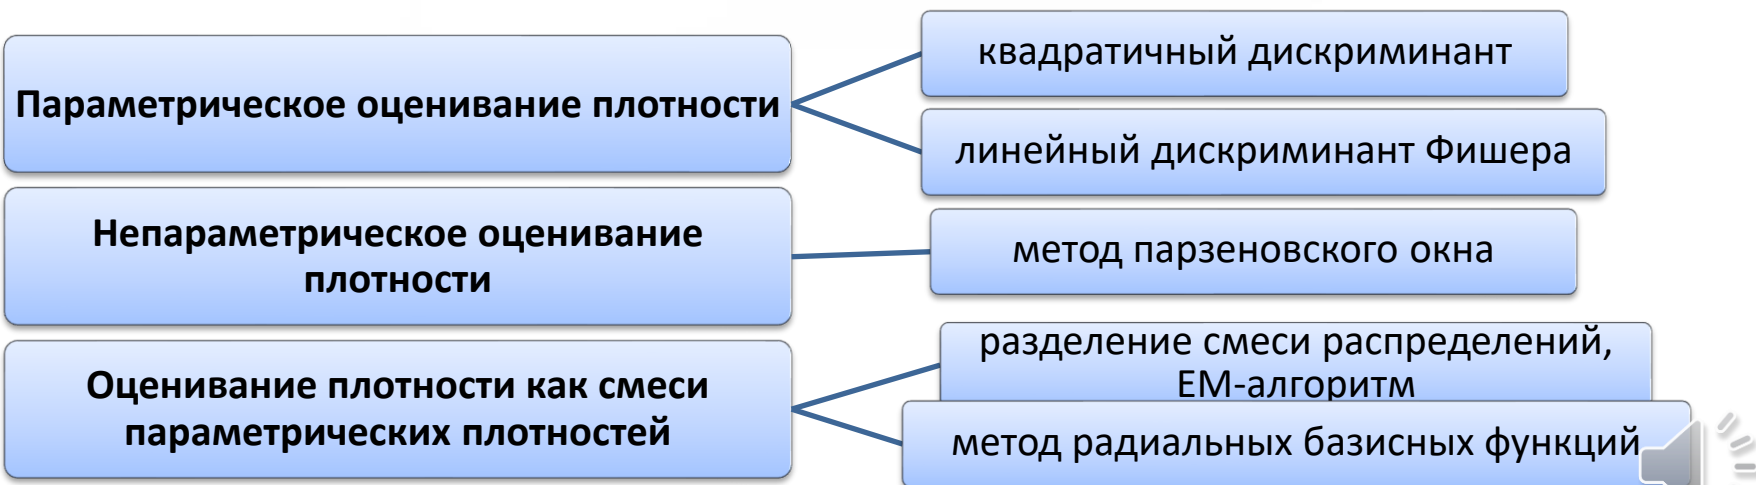 Параметрическое оценивание плотности
квадратичный дискриминант
линейный дискриминант Фишера
Непараметрическое оценивание
плотности
метод парзеновского окна
Оценивание плотности как смеси
параметрических плотностей
разделение смеси распределений,
EM-алгоритм
метод радиальных базисных функций